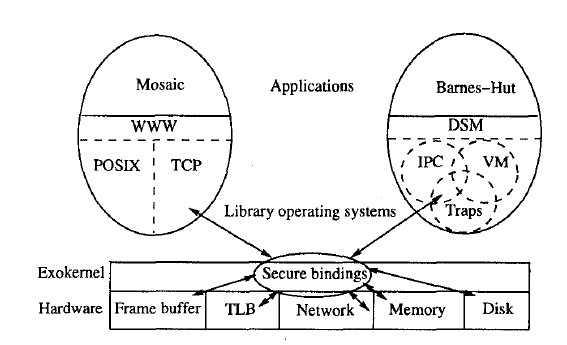 Mosaic
Applications
Barnes-Hut
WWW
DSM
POSIX
TCP
IPC
VM
Traps
Library operating systems
Exokernel
Secure bindings
Hardware
Frame buffer
TLB
Network
Memory
Disk